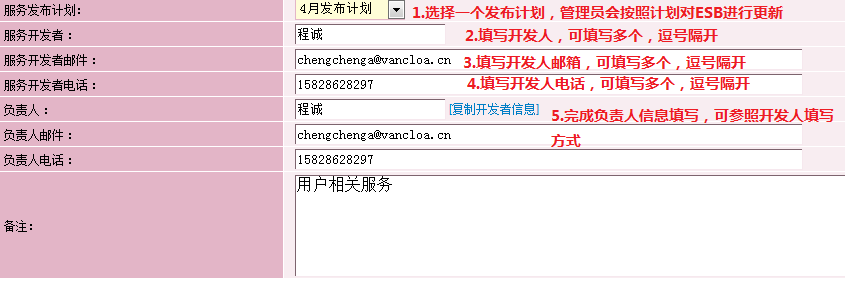 服务发布计划： 4月发布计划 1.选择一个发布计划，管理员会按照计划对ESB进行更新
服务开发者： 程诚 2.填写开发人，可填写多个，逗号隔开
服务开发者邮件： chengchenga@vancloa.cn 3.填写开发人邮箱，可填写多个，逗号隔开
服务开发者电话： 15828628297 4.填写开发人电话，可填写多个，逗号隔开
负责人： 程诚 [复制开发者信息] 5.完成负责人信息填写，可参照开发人填写
负责人邮件： chengchenga@vancloa.cn 方式
负责人电话： 15828628297
用户相关服务
备注：